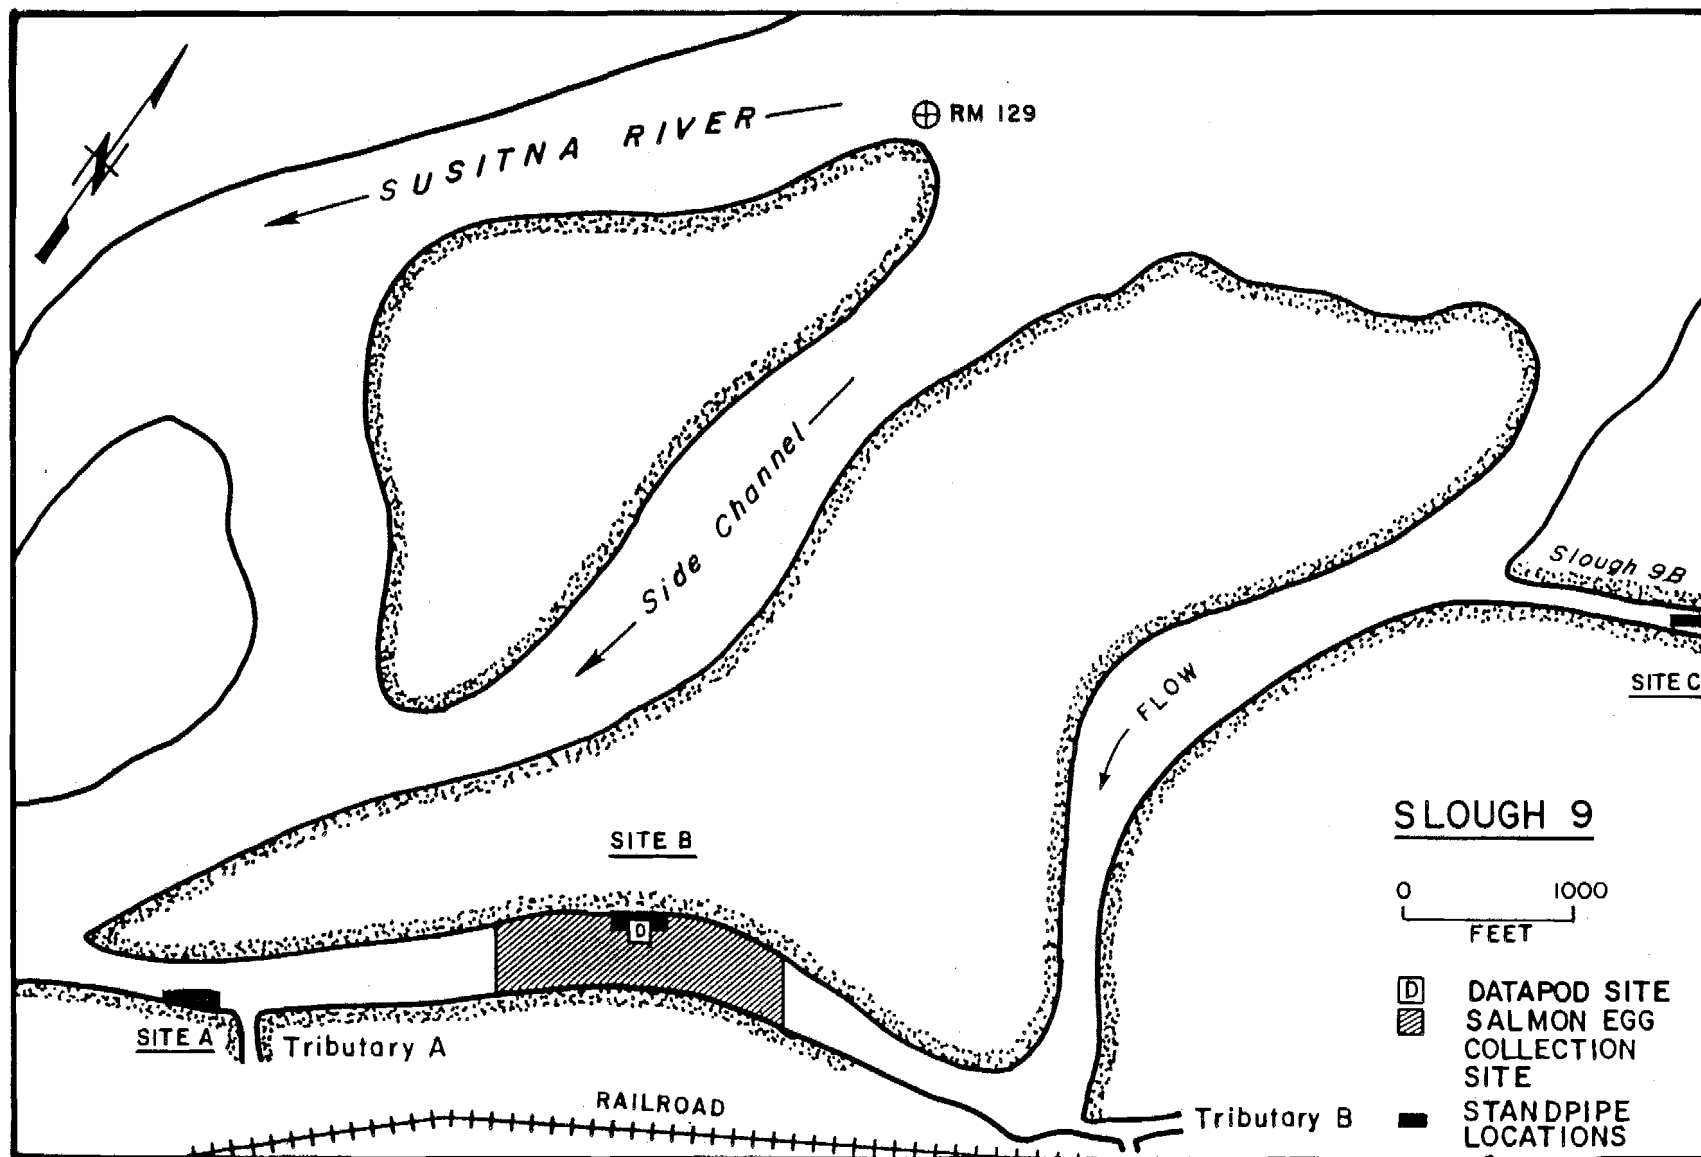 SUSITNA RIVER
RM 129
Side Channel
Slough 9B
SITE C
FLOW
SLOUGH 9
0 1000
FEET
SITE B
D
D DATAPOD SITE
SALMON EGG
COLLECTION
SITE
STANDPIPE
LOCATIONS
SITE A
Tributary A
RAILROAD
Tributary B